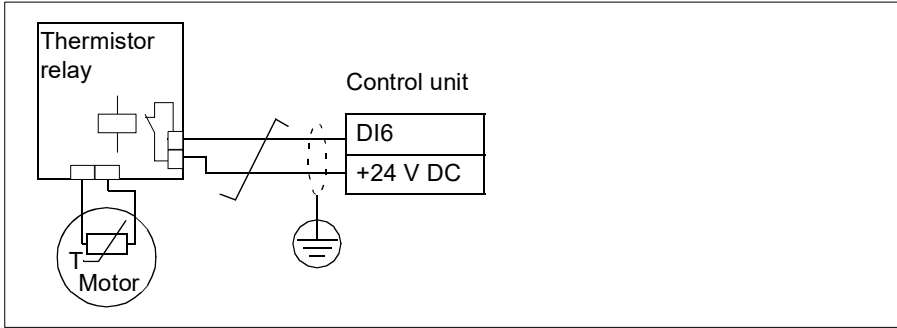 Thermistor
relay
Control unit
DI6
+24 V DC
T
Motor